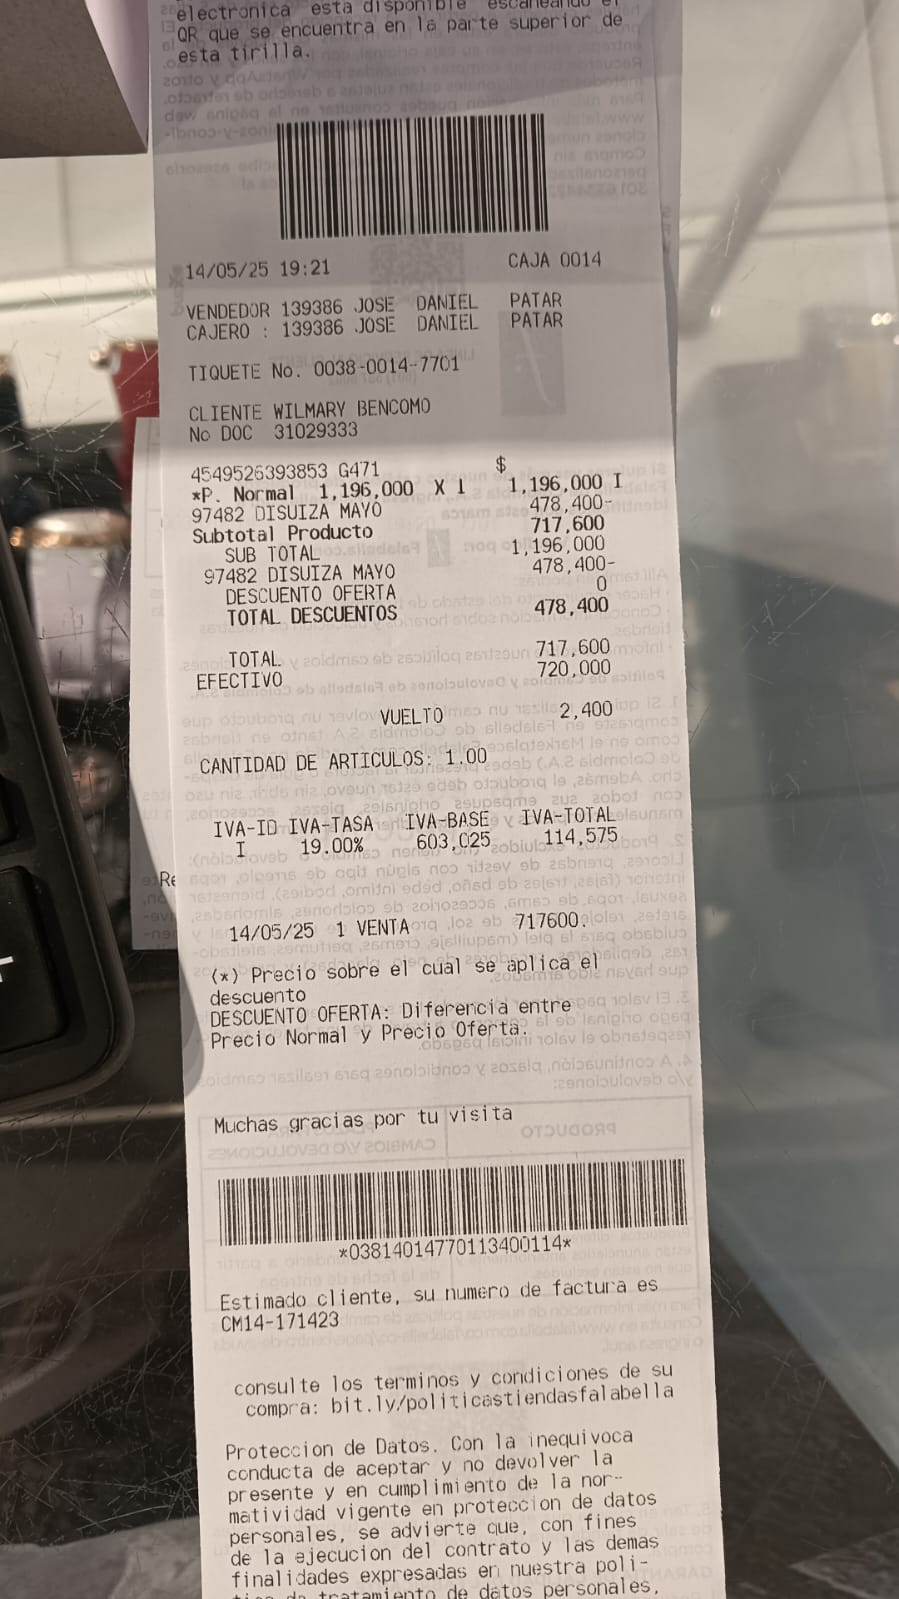 electronica esta disponible escaneando el
QR que se encuentra en la parte superior de
esta tirilla.
14/05/25 19:21 CAJA 0014
VENDEDOR 139386 JOSE DANIEL PATAR
CAJERO : 139386 JOSE DANIEL PATAR
TIQUETE No. 0038-0014-7701
CLIENTE WILMARY BENCOMO
No DOC 31029333
4549526393853 G471 $
*P. Normal 1,196,000 X 1 1,196,000 I
97482 DISUIZA MAYO 478,400-
Subtotal Producto 717,600
SUB TOTAL 1,196,000
97482 DISUIZA MAYO 478,400-
DESCUENTO OFERTA 0
TOTAL DESCUENTOS 478,400
TOTAL 717,600
EFECTIVO 720,000
VUELTO 2,400
CANTIDAD DE ARTICULOS: 1.00
IVA-ID IVA-TASA IVA-BASE IVA-TOTAL
I 19.00% 603,025 114,575
14/05/25 1 VENTA 717600.
(*) Precio sobre el cual se aplica el
descuento
DESCUENTO OFERTA: Diferencia entre
Precio Normal y Precio Oferta.
Muchas gracias por tu visita
*03814014770113400114*
Estimado cliente, su numero de factura es
CM14-171423
consulte los terminos y condiciones de su
compra: bit.ly/politicastiendasfalabella
Proteccion de Datos. Con la inequivoca
conducta de aceptar y no devolver la
presente y en cumplimiento de la nor-
matividad vigente en proteccion de datos
personales, se advierte que, con fines
de la ejecucion del contrato y las demas
finalidades expresadas en nuestra poli-
tica de tratamiento de datos personales,